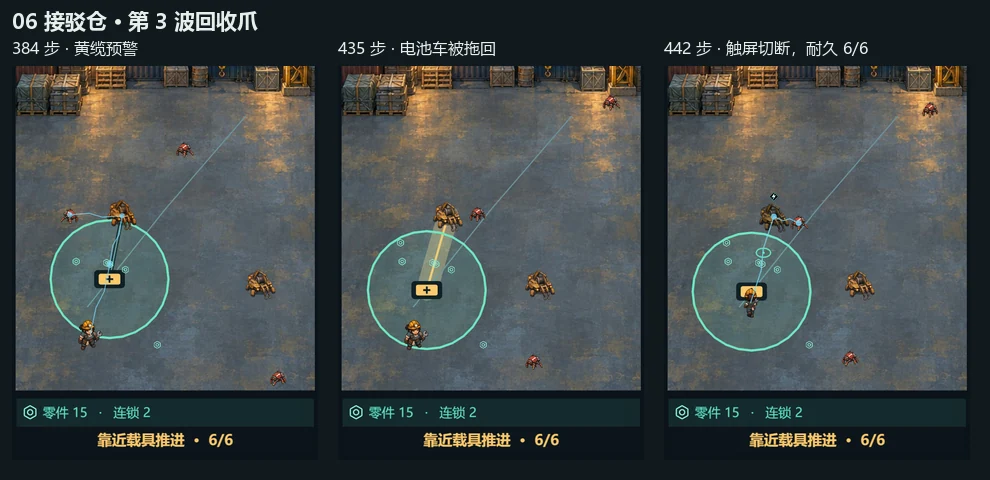 06 接驳仓 • 第 3 波回收爪
384 步 · 黄缆预警
435 步 · 电池车被拖回
442 步 · 触屏切断，耐久 6/6
零件 15 · 连锁 2
零件 15 · 连锁 2
零件 15 · 连锁 2
靠近载具推进 • 6/6
靠近载具推进 • 6/6
靠近载具推进 • 6/6